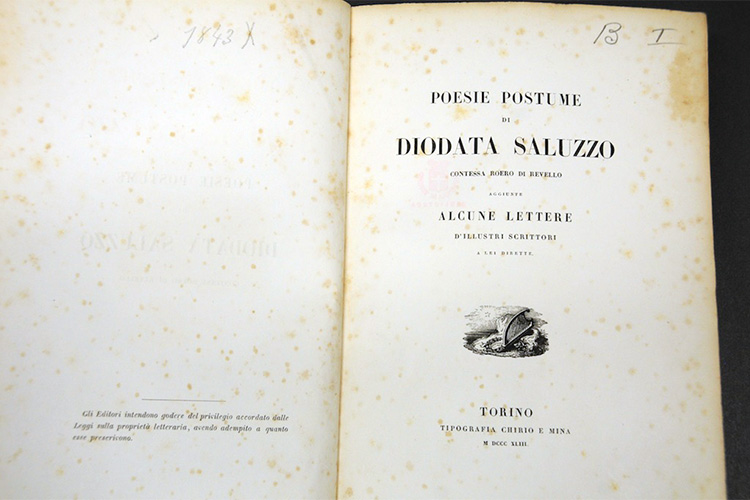 1843
Gli Editori intendono godere del privilegio accordato dalle
Leggi sulla proprietà letteraria, avendo adempito a quanto
esse prescrivono.
B I
POESIE POSTUME
DI
DIODATA SALUZZO
CONTESSA ROERO DI REVELLO
AGGIUNTE
ALCUNE LETTERE
D'ILLUSTRI SCRITTORI
A LEI DIRETTE.
TORINO
TIPOGRAFIA CHIRIO E MINA
M DCCC XLIII.